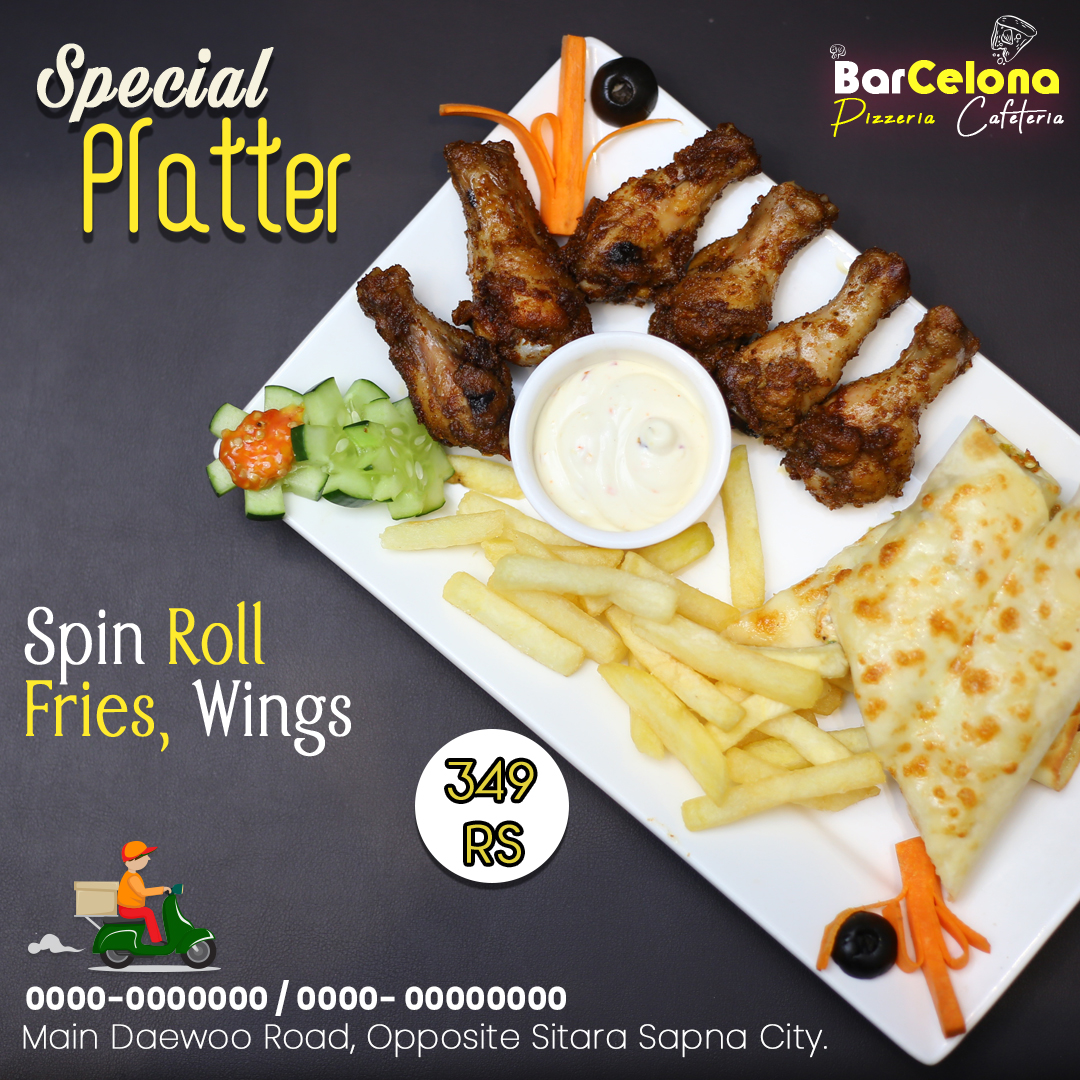 Special
Platter
BarCelona
Pizzeria Cafeteria
Spin Roll
Fries, Wings
349
RS
0000-0000000 / 0000- 00000000
Main Daewoo Road, Opposite Sitara Sapna City.